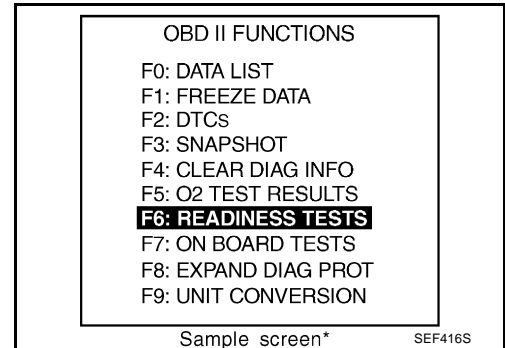 OBD II FUNCTIONS
F0: DATA LIST
F1: FREEZE DATA
F2: DTCs
F3: SNAPSHOT
F4: CLEAR DIAG INFO
F5: O2 TEST RESULTS
F6: READINESS TESTS
F7: ON BOARD TESTS
F8: EXPAND DIAG PROT
F9: UNIT CONVERSION
Sample screen*
SEF416S